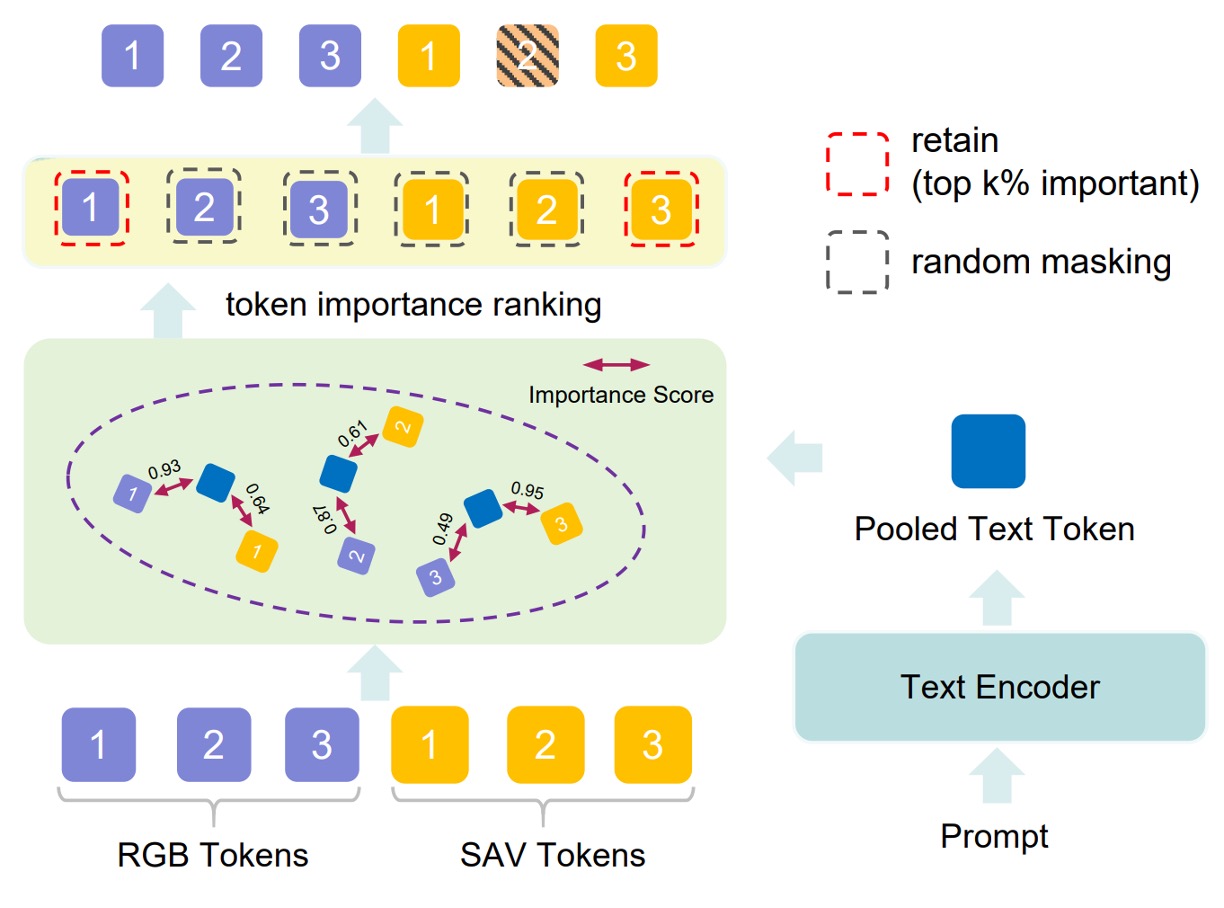 1 2 3 1 2 3
retain
(top k% important)
1 2 3 1 2 3
random masking
token importance ranking
Importance Score
0.61
2
0.93
1
0.64
1
0.87
2
0.95
3
0.49
3
Pooled Text Token
Text Encoder
1 2 3 1 2 3
Prompt
RGB Tokens
SAV Tokens